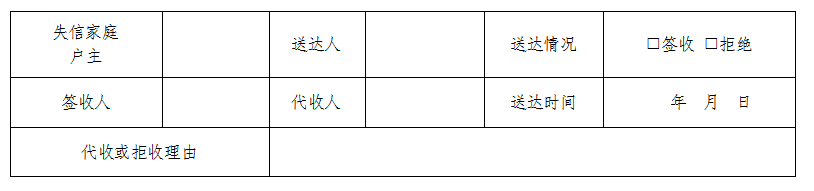 失信家庭
户主
送达人
送达情况
□签收 □拒绝
签收人
代收人
送达时间
年 月 日
代收或拒收理由